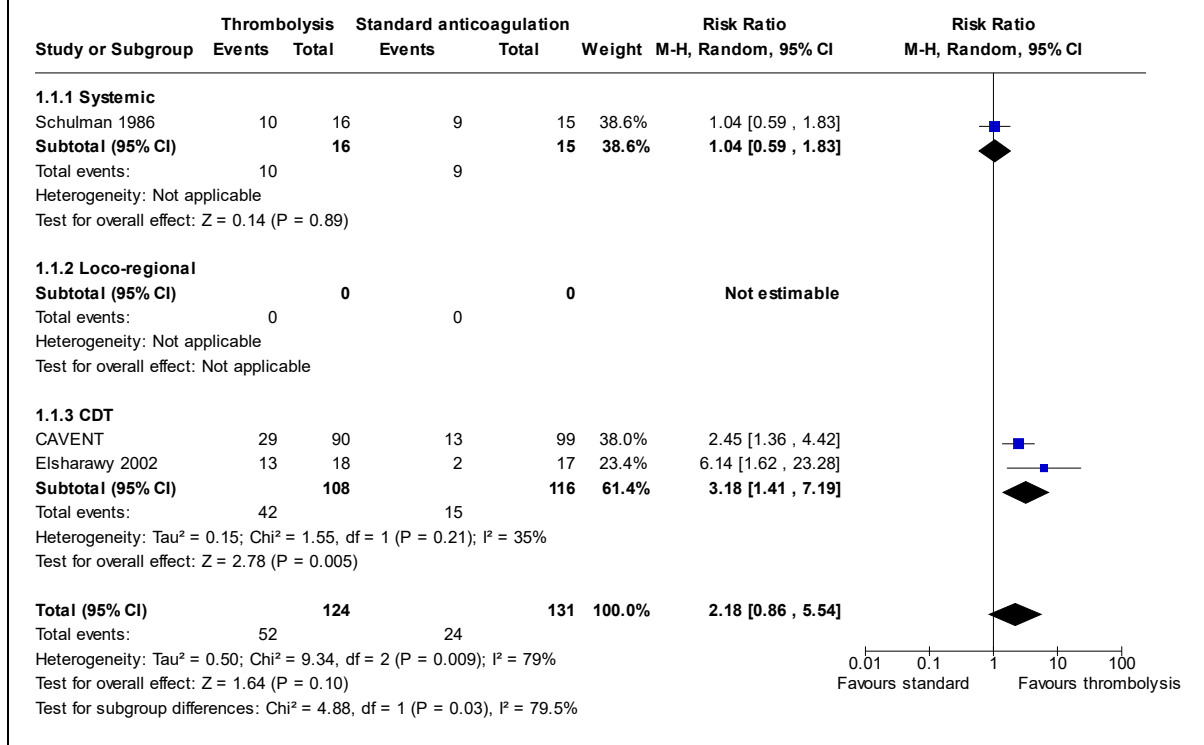 Thrombolysis Standard anticoagulation Risk Ratio Risk Ratio
Study or Subgroup Events Total Events Total Weight M-H, Random, 95% CI M-H, Random, 95% CI
1.1.1 Systemic
Schulman 1986 10 16 9 15 38.6% 1.04 [0.59 , 1.83]
Subtotal (95% CI) 16 15 38.6% 1.04 [0.59 , 1.83]
Total events: 10 9
Heterogeneity: Not applicable
Test for overall effect: Z = 0.14 (P = 0.89)
1.1.2 Loco-regional
Subtotal (95% CI) 0 0 Not estimable
Total events: 0 0
Heterogeneity: Not applicable
Test for overall effect: Not applicable
1.1.3 CDT
CAVENT 29 90 13 99 38.0% 2.45 [1.36 , 4.42]
Elsharawy 2002 13 18 2 17 23.4% 6.14 [1.62 , 23.28]
Subtotal (95% CI) 108 116 61.4% 3.18 [1.41 , 7.19]
Total events: 42 15
Heterogeneity: Tau² = 0.15; Chi² = 1.55, df = 1 (P = 0.21); I² = 35%
Test for overall effect: Z = 2.78 (P = 0.005)
Total (95% CI) 124 131 100.0% 2.18 [0.86 , 5.54]
Total events: 52 24
Heterogeneity: Tau² = 0.50; Chi² = 9.34, df = 2 (P = 0.009); I² = 79%
Test for overall effect: Z = 1.64 (P = 0.10)
Test for subgroup differences: Chi² = 4.88, df = 1 (P = 0.03), I² = 79.5%
0.01 0.1 1 10 100
Favours standard Favours thrombolysis